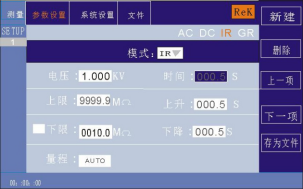 测量 参数设置 系统设置 文件 ReK 新建
SETUP AC DC IR GR
1 模式: IR 删除
电压: 1.000 KV 时间: 000.5 S
上一项
上限: 9999.9 MΩ 上升: 000.5 S
下一项
下限: 0010.0 MΩ 下降: 000.5 S
存为文件
量程: AUTO
00: 00: 00